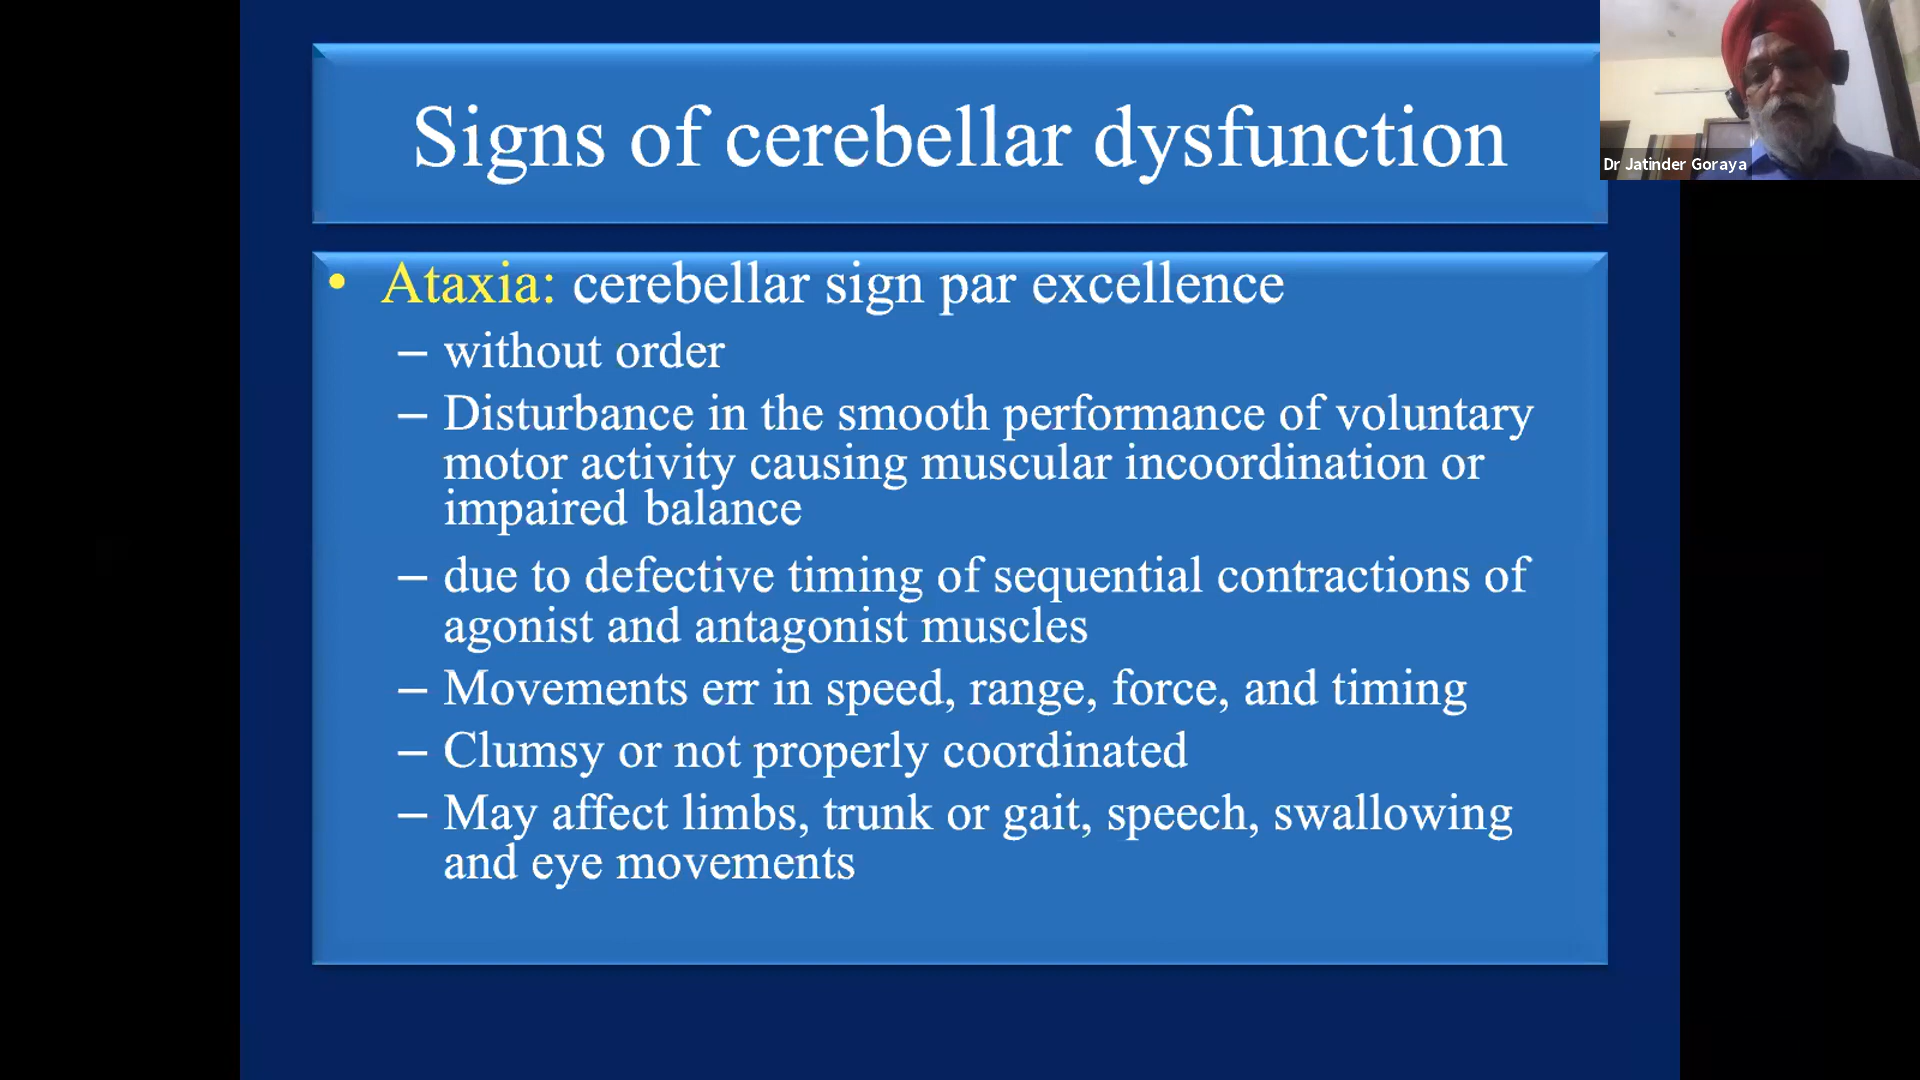 Signs of cerebellar dysfunction
Dr Jatinder Goraya
• Ataxia: cerebellar sign par excellence
– without order
– Disturbance in the smooth performance of voluntary
motor activity causing muscular incoordination or
impaired balance
– due to defective timing of sequential contractions of
agonist and antagonist muscles
– Movements err in speed, range, force, and timing
– Clumsy or not properly coordinated
– May affect limbs, trunk or gait, speech, swallowing
and eye movements